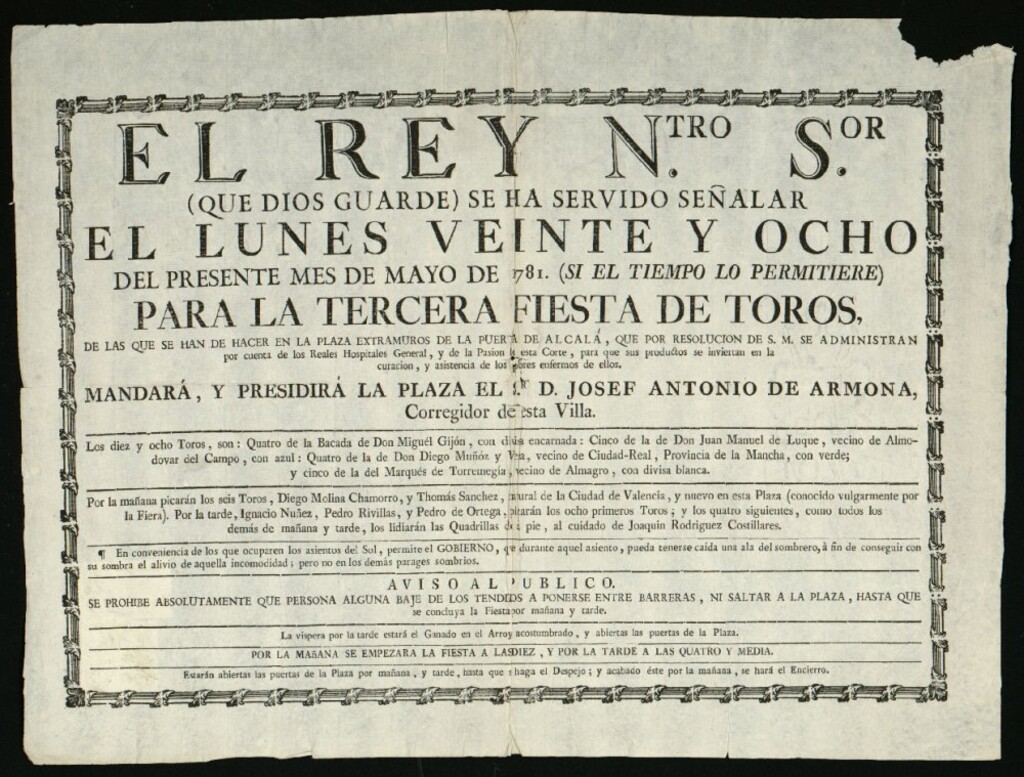 EL REY N.TRO S.OR
(QUE DIOS GUARDE) SE HA SERVIDO SEÑALAR
EL LUNES VEINTE Y OCHO
DEL PRESENTE MES DE MAYO DE 1781. (SI EL TIEMPO LO PERMITIERE)
PARA LA TERCERA FIESTA DE TOROS,
DE LAS QUE SE HAN DE HACER EN LA PLAZA EXTRAMUROS DE LA PUERTA DE ALCALÁ, QUE POR RESOLUCION DE S. M. SE ADMINISTRAN
por cuenta de los Reales Hospitales General, y de la Pasion esta Corte, para que sus productos se inviertan en la
curacion, y asistencia de los pobres enfermos de ellos.
MANDARÁ, Y PRESIDIRÁ LA PLAZA EL S.r D. JOSEF ANTONIO DE ARMONA,
Corregidor de esta Villa.
Los diez y ocho Toros, son: Quatro de la Bacada de Don Miguél Gijón, con divisa encarnada: Cinco de la de Don Juan Manuel de Luque, vecino de Almo-
dovar del Campo, con azul: Quatro de la de Don Diego Muñóz y Vera, vecino de Ciudad-Real, Provincia de la Mancha, con verde;
y cinco de la del Marqués de Torremegia, vecino de Almagro, con divisa blanca.
Por la mañana picarán los seis Toros, Diego Molina Chamorro, y Thomás Sanchez, natural de la Ciudad de Valencia, y nuevo en esta Plaza (conocido vulgarmente por
la Fiera). Por la tarde, Ignacio Nuñez, Pedro Rivillas, y Pedro de Ortega, picarán los ocho primeros Toros; y los quatro siguientes, como todos los
demás de mañana y tarde, los lidiarán las Quadrillas de á pie, al cuidado de Joaquin Rodriguez Costillares.
¶ En conveniencia de los que ocuparen los asientos del Sol, permite el GOBIERNO, que durante aquel asiento, pueda tenerse caída una ala del sombrero, á fin de conseguir con
su sombra el alivio de aquella incomodidad; pero no en los demás parages sombrios.
AVISO AL PUBLICO.
SE PROHIBE ABSOLUTAMENTE QUE PERSONA ALGUNA BAJE DE LOS TENDIDOS A PONERSE ENTRE BARRERAS, NI SALTAR A LA PLAZA, HASTA QUE
se concluya la Fiesta por mañana y tarde.
La vispera por la tarde estará el Ganado en el Arroyo acostumbrado, y abiertas las puertas de la Plaza.
POR LA MAÑANA SE EMPEZARA LA FIESTA A LAS DIEZ, Y POR LA TARDE A LAS QUATRO Y MEDIA.
Estarán abiertas las puertas de la Plaza por mañana, y tarde, hasta que se haga el Despejo; y acabado éste por la mañana, se hará el Encierro.